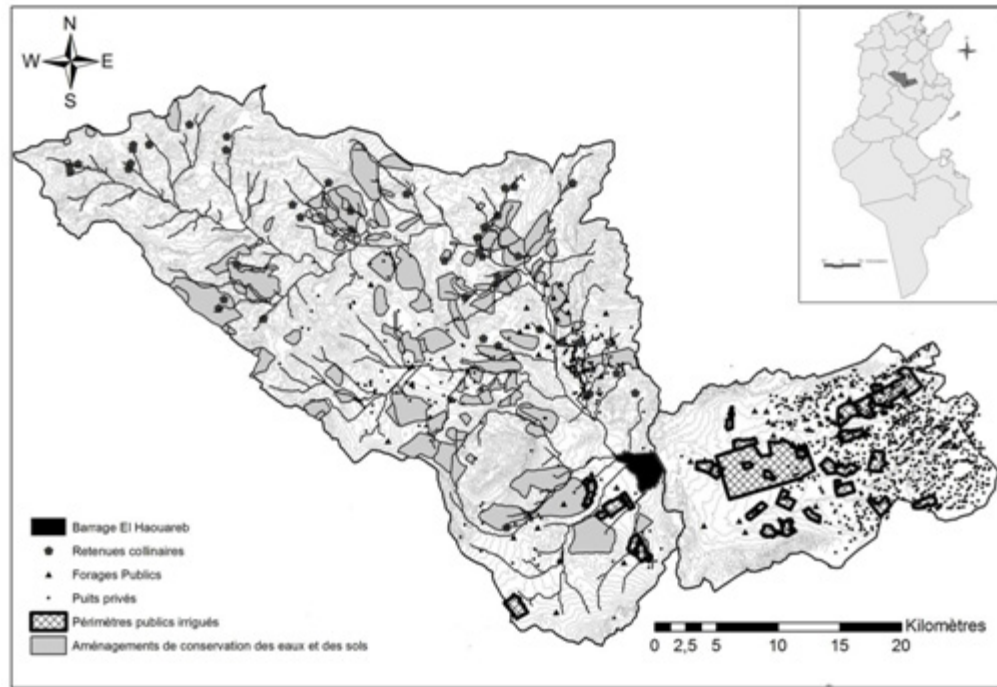 N
W E
S
Barrage El Haouareb
Retenues collinaires
Forages Publics
Puits privés
Périmètres publics irrigués
Aménagements de conservation des eaux et des sols
Kilomètres
0 2,5 5 10 15 20